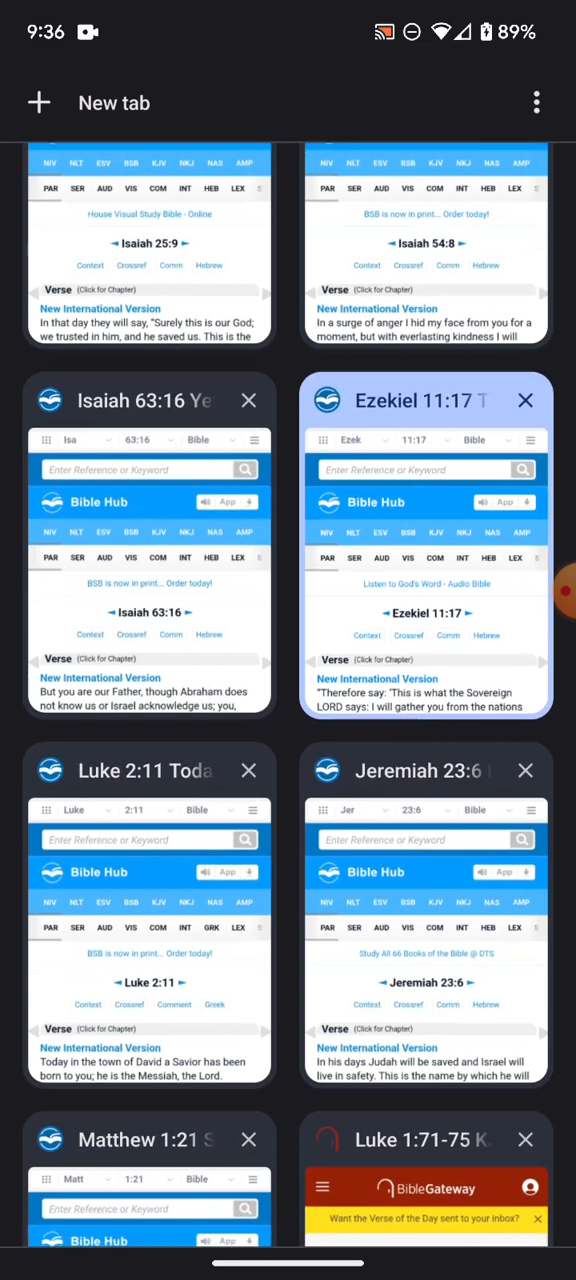 9:36 89%
New tab
NIV NLT ESV BSB KJV NKJ NAS AMP
PAR SER AUD VIS COM INT HEB LEX S
House Visual Study Bible - Online
Isaiah 25:9
Context Crossref Comm Hebrew
Verse (Click for Chapter)
New International Version
In that day they will say, "Surely this is our God;
we trusted in him, and he saved us. This is the
NIV NLT ESV BSB KJV NKJ NAS AMP
PAR SER AUD VIS COM INT HEB LEX S
BSB is now in print... Order today!
Isaiah 54:8
Context Crossref Comm Hebrew
Verse (Click for Chapter)
New International Version
In a surge of anger I hid my face from you for a
moment, but with everlasting kindness I will
Isaiah 63:16 Ye
Isa 63:16 Bible
Enter Reference or Keyword
Bible Hub App
NIV NLT ESV BSB KJV NKJ NAS AMP
PAR SER AUD VIS COM INT HEB LEX S
BSB is now in print... Order today!
Isaiah 63:16
Context Crossref Comm Hebrew
Verse (Click for Chapter)
New International Version
But you are our Father, though Abraham does
not know us or Israel acknowledge us; you,
Ezekiel 11:17 T
Ezek 11:17 Bible
Enter Reference or Keyword
Bible Hub App
NIV NLT ESV BSB KJV NKJ NAS AMP
PAR SER AUD VIS COM INT HEB LEX S
Listen to God's Word - Audio Bible
Ezekiel 11:17
Context Crossref Comm Hebrew
Verse (Click for Chapter)
New International Version
"Therefore say: 'This is what the Sovereign
LORD says: I will gather you from the nations
Luke 2:11 Toda
Luke 2:11 Bible
Enter Reference or Keyword
Bible Hub App
NIV NLT ESV BSB KJV NKJ NAS AMP
PAR SER AUD VIS COM INT GRK LEX S
BSB is now in print... Order today!
Luke 2:11
Context Crossref Comment Greek
Verse (Click for Chapter)
New International Version
Today in the town of David a Savior has been
born to you; he is the Messiah, the Lord.
Jeremiah 23:6
Jer 23:6 Bible
Enter Reference or Keyword
Bible Hub App
NIV NLT ESV BSB KJV NKJ NAS AMP
PAR SER AUD VIS COM INT HEB LEX S
Study All 66 Books of the Bible @ DTS
Jeremiah 23:6
Context Crossref Comm Hebrew
Verse (Click for Chapter)
New International Version
In his days Judah will be saved and Israel will
live in safety. This is the name by which he will
Matthew 1:21 S
Matt 1:21 Bible
Enter Reference or Keyword
Bible Hub App
Luke 1:71-75 K
BibleGateway
Want the Verse of the Day sent to your inbox?